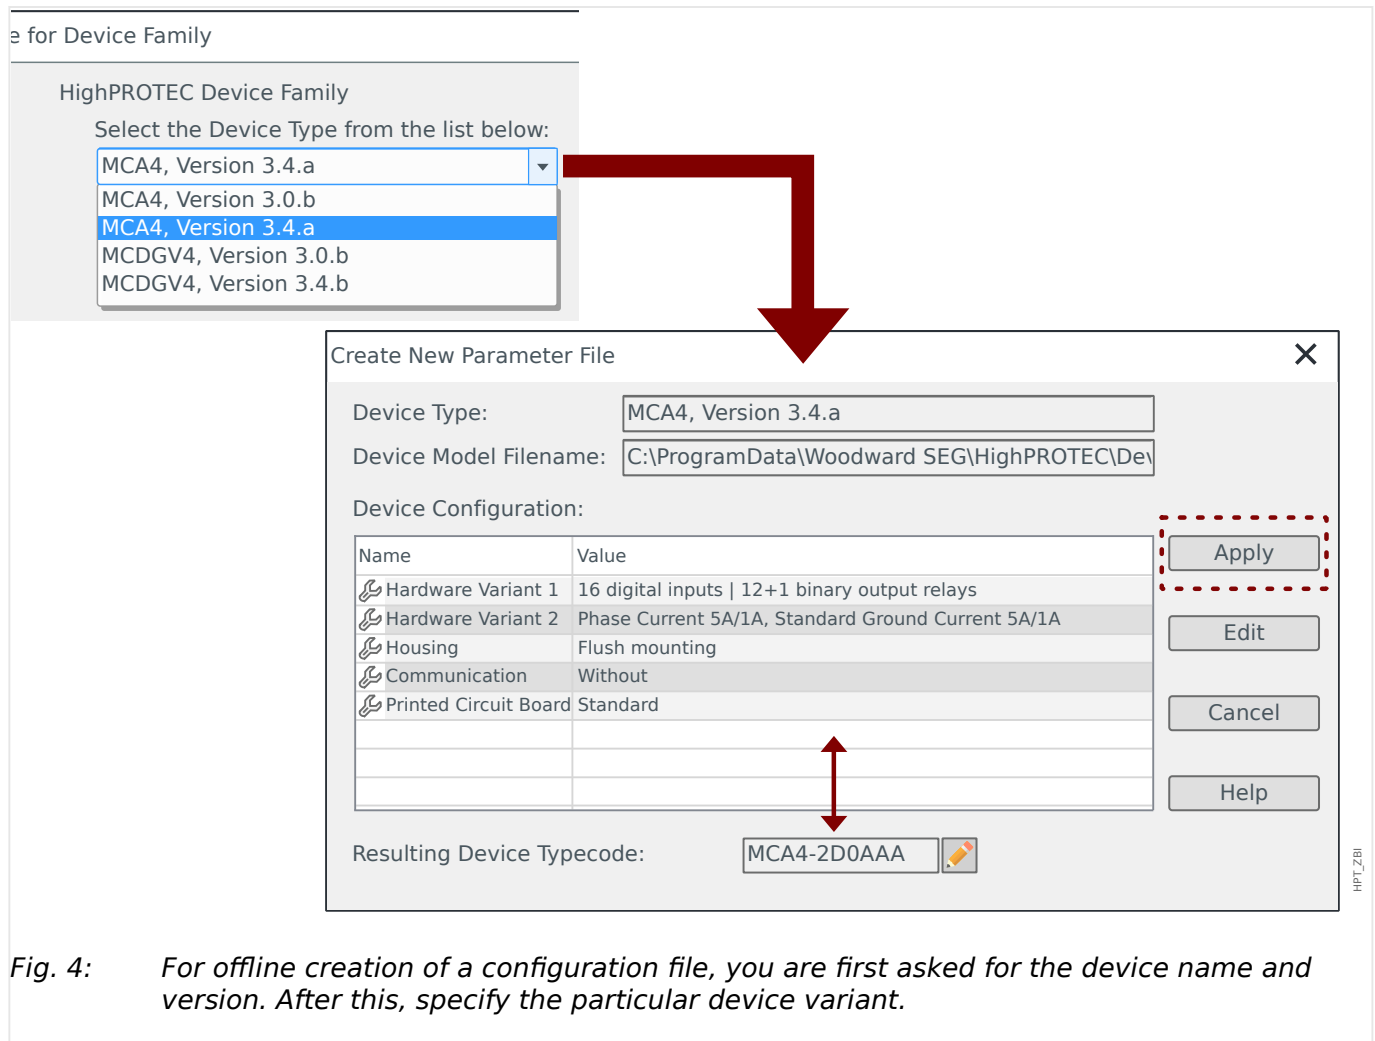 e for Device Family
HighPROTEC Device Family
Select the Device Type from the list below:
MCA4, Version 3.4.a
MCA4, Version 3.0.b
MCA4, Version 3.4.a
MCDGV4, Version 3.0.b
MCDGV4, Version 3.4.b
Create New Parameter File
Device Type: MCA4, Version 3.4.a
Device Model Filename: C:\ProgramData\Woodward SEG\HighPROTEC\Dev
Device Configuration:
Name Value
Hardware Variant 1 16 digital inputs | 12+1 binary output relays
Hardware Variant 2 Phase Current 5A/1A, Standard Ground Current 5A/1A
Housing Flush mounting
Communication Without
Printed Circuit Board Standard
Apply
Edit
Cancel
Help
Resulting Device Typecode: MCA4-2D0AAA
HPT_ZBI
Fig. 4: For offline creation of a configuration file, you are first asked for the device name and
version. After this, specify the particular device variant.